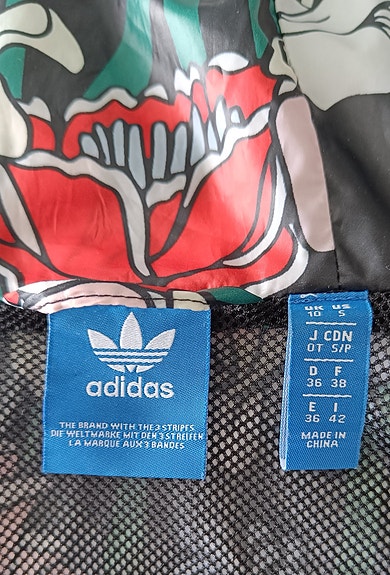 adidas
THE BRAND WITH THE 3 STRIPES
DIE WELTMARKE MIT DEN 3 STREIFEN
LA MARQUE AUX 3 BANDES
UK US
10 S
J CDN
OT S/P
D F
36 38
E I
36 42
MADE IN
CHINA